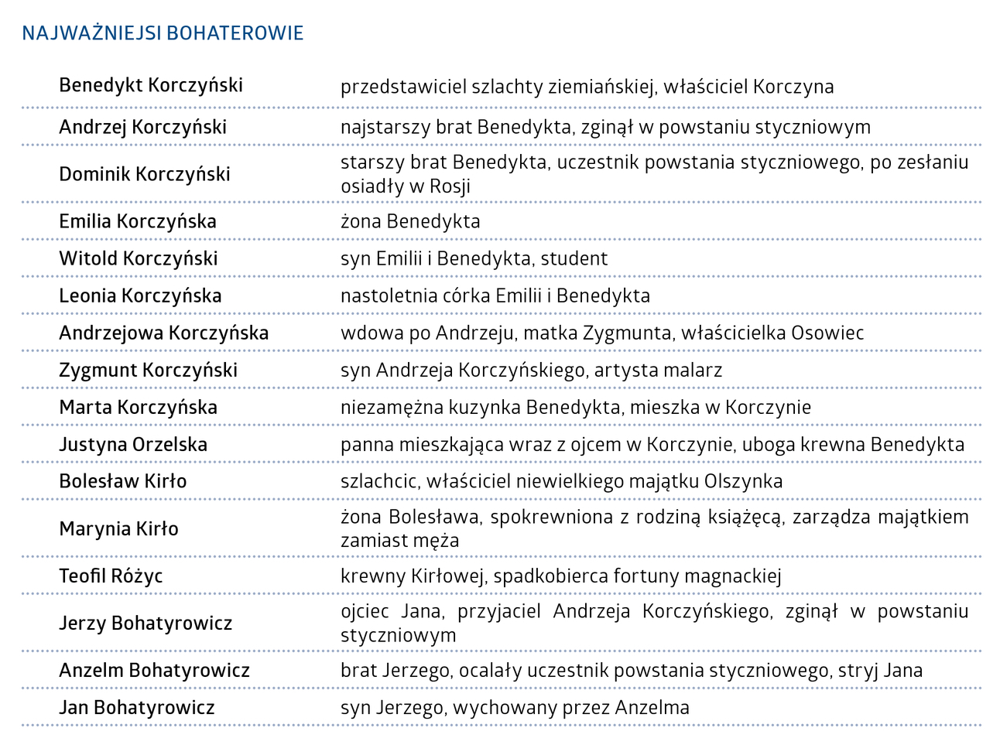 NAJWAŻNIEJSI BOHATEROWIE
Benedykt Korczyński przedstawiciel szlachty ziemiańskiej, właściciel Korczyna
Andrzej Korczyński najstarszy brat Benedykta, zginął w powstaniu styczniowym
Dominik Korczyński starszy brat Benedykta, uczestnik powstania styczniowego, po zesłaniu
osiadły w Rosji
Emilia Korczyńska żona Benedykta
Witold Korczyński syn Emilii i Benedykta, student
Leonia Korczyńska nastoletnia córka Emilii i Benedykta
Andrzejowa Korczyńska wdowa po Andrzeju, matka Zygmunta, właścicielka Osowiec
Zygmunt Korczyński syn Andrzeja Korczyńskiego, artysta malarz
Marta Korczyńska niezamężna kuzynka Benedykta, mieszka w Korczynie
Justyna Orzelska panna mieszkająca wraz z ojcem w Korczynie, uboga krewna Benedykta
Bolesław Kirło szlachcic, właściciel niewielkiego majątku Olszynka
Marynia Kirło żona Bolesława, spokrewniona z rodziną książęcą, zarządza majątkiem
zamiast męża
Teofil Różyc krewny Kirłowej, spadkobierca fortuny magnackiej
Jerzy Bohatyrowicz ojciec Jana, przyjaciel Andrzeja Korczyńskiego, zginął w powstaniu
styczniowym
Anzelm Bohatyrowicz brat Jerzego, ocalały uczestnik powstania styczniowego, stryj Jana
Jan Bohatyrowicz syn Jerzego, wychowany przez Anzelma